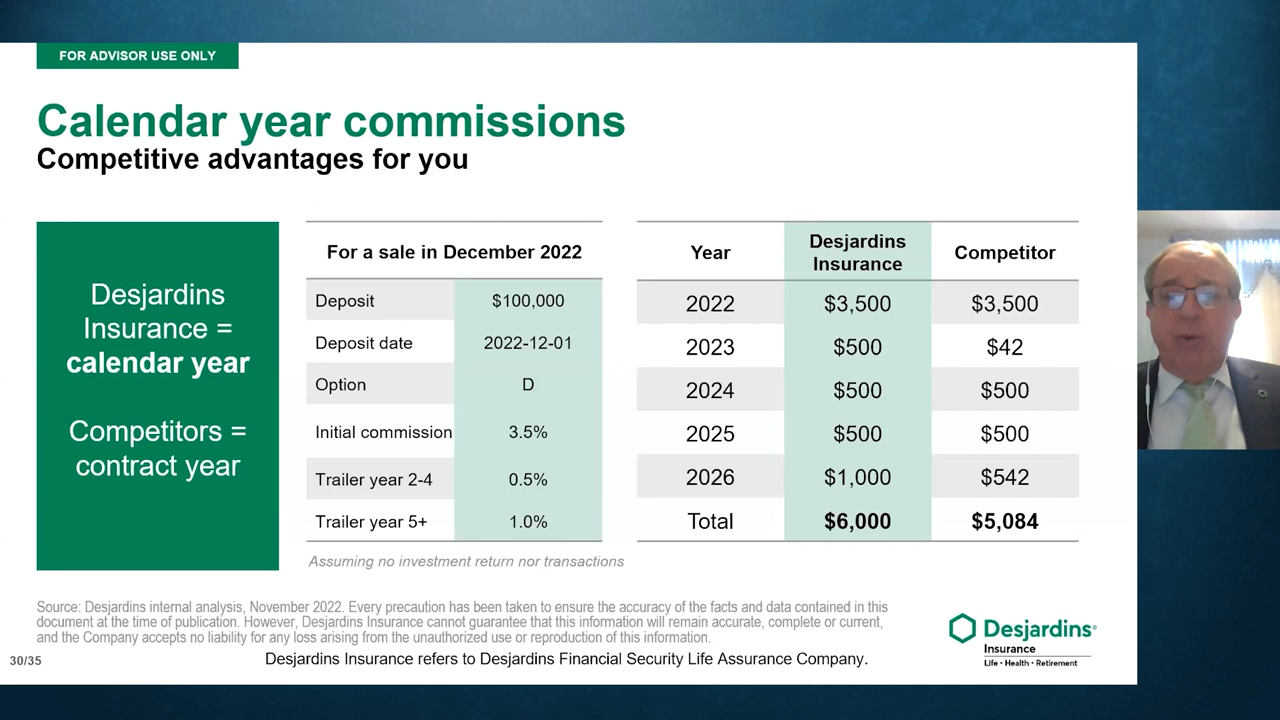 FOR ADVISOR USE ONLY
Calendar year commissions
Competitive advantages for you
Desjardins
Insurance =
calendar year
Competitors =
contract year
For a sale in December 2022
Deposit $100,000
Deposit date 2022-12-01
Option D
Initial commission 3.5%
Trailer year 2-4 0.5%
Trailer year 5+ 1.0%
Assuming no investment return nor transactions
Year Desjardins Insurance Competitor
2022 $3,500 $3,500
2023 $500 $42
2024 $500 $500
2025 $500 $500
2026 $1,000 $542
Total $6,000 $5,084
Source: Desjardins internal analysis, November 2022. Every precaution has been taken to ensure the accuracy of the facts and data contained in this
document at the time of publication. However, Desjardins Insurance cannot guarantee that this information will remain accurate, complete or current,
and the Company accepts no liability for any loss arising from the unauthorized use or reproduction of this information.
30/35
Desjardins Insurance refers to Desjardins Financial Security Life Assurance Company.
Desjardins®
Insurance
Life • Health • Retirement